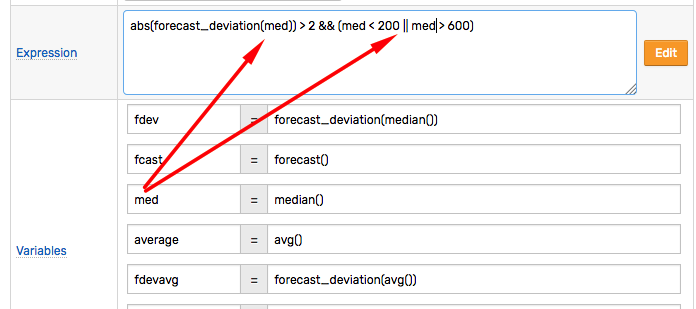 abs(forecast_deviation(med)) > 2 && (med < 200 || med > 600)
Expression
Edit
fdev = forecast_deviation(median())
fcast = forecast()
med = median()
Variables
average = avg()
fdevavg = forecast_deviation(avg())